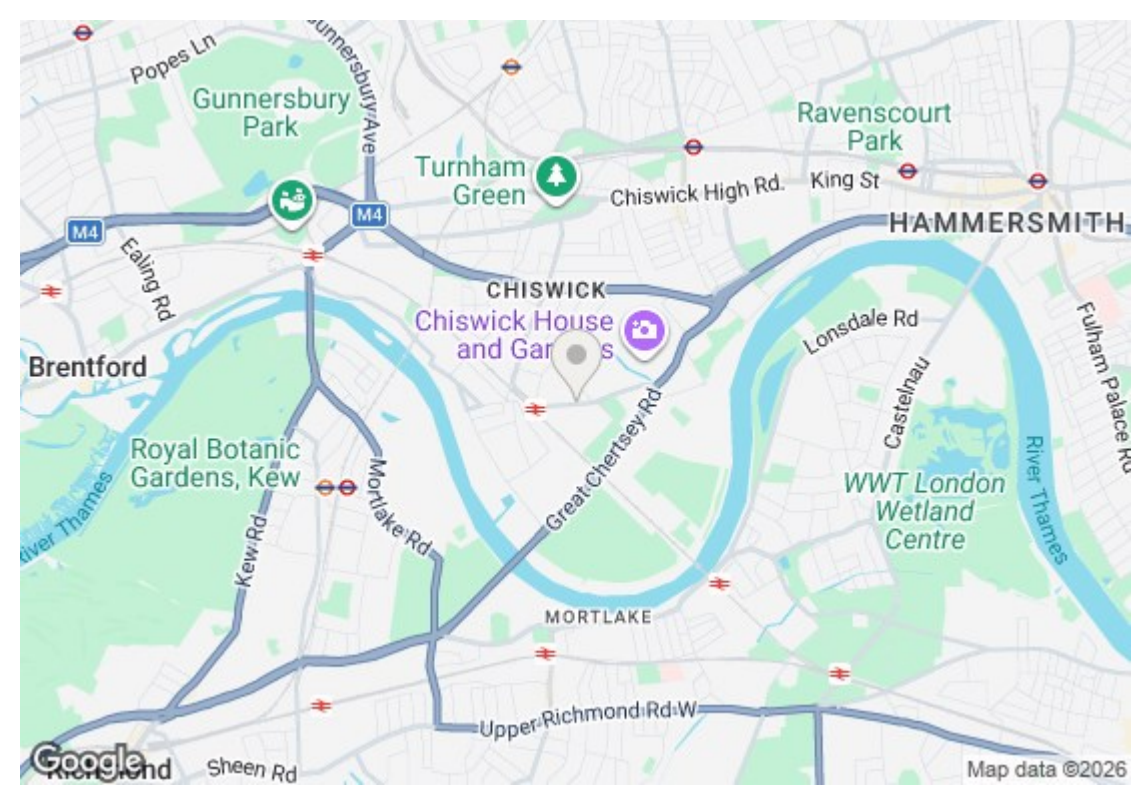 Popes Ln
Gunnersbury Ave
Gunnersbury
Park
Ravenscourt
Park
Turnham
Green
Chiswick High Rd.
King St
M4
M4
HAMMERSMITH
Ealing Rd
CHISWICK
Chiswick House
and Gar s
Lonsdale Rd
Fulham Palace Rd
Brentford
Castelnau
Great Chertsey Rd
Royal Botanic
Gardens, Kew
Mortlake Rd
River Thames
River Thames
WWT London
Wetland
Centre
Kew Rd
MORTLAKE
Upper Richmond Rd W
Google
Richmond
Sheen Rd
Map data ©2026